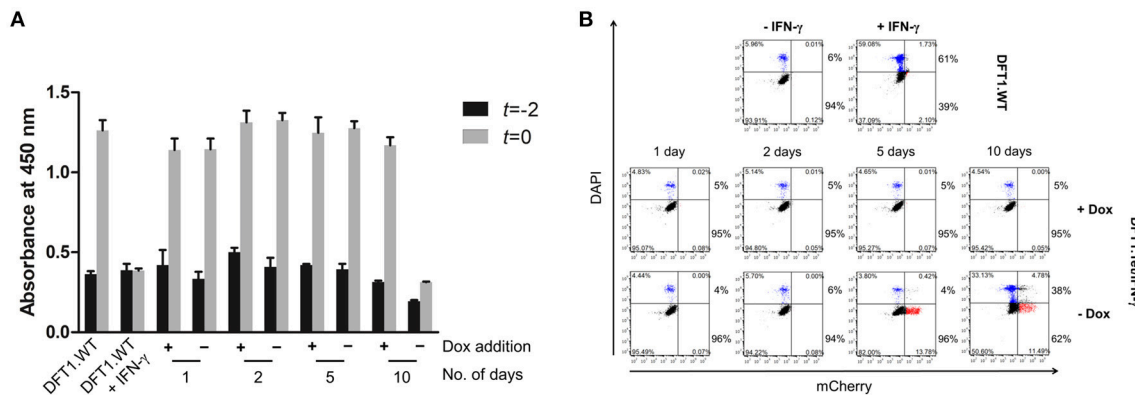 A
Absorbance at 450 nm
1.5
1.0
0.5
0.0
t=-2
t=0
DFT1.WT
DFT1.WT + IFN-γ
+ − + − + − + − Dox addition
1 2 5 10 No. of days
B
- IFN-γ + IFN-γ
5.96% 0.01% 59.08% 1.73%
6% 61%
94% 39%
93.91% 0.12% 37.09% 2.10%
DFT1.WT
1 day 2 days 5 days 10 days
4.83% 0.02% 5.14% 0.01% 4.65% 0.01% 4.54% 0.00%
5% 5% 5% 5%
+ Dox
95% 95% 95% 95%
95.07% 0.08% 94.80% 0.05% 95.27% 0.07% 95.42% 0.05%
4.44% 0.00% 5.70% 0.00% 3.80% 0.42% 33.13% 4.78%
4% 6% 4% 38%
- Dox
96% 94% 96% 62%
95.49% 0.07% 94.22% 0.08% 82.00% 13.78% 50.60% 11.49%
DAPI
mCherry